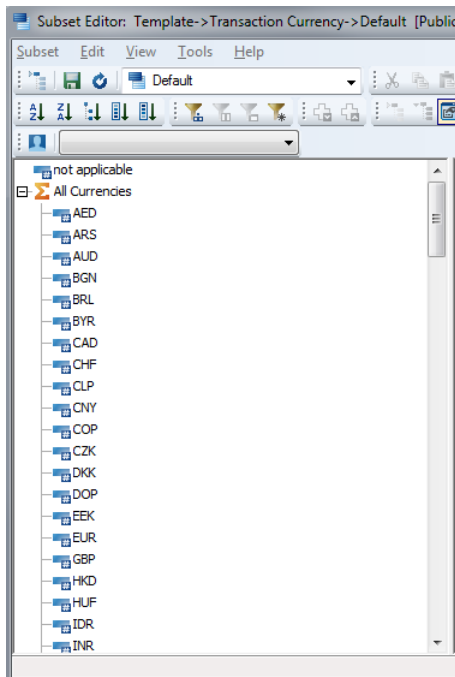 Subset Editor: Template->Transaction Currency->Default [Public
Subset Edit View Tools Help
Default
not applicable
All Currencies
AED
ARS
AUD
BGN
BRL
BYR
CAD
CHF
CLP
CNY
COP
CZK
DKK
DOP
EEK
EUR
GBP
HKD
HUF
IDR
INR